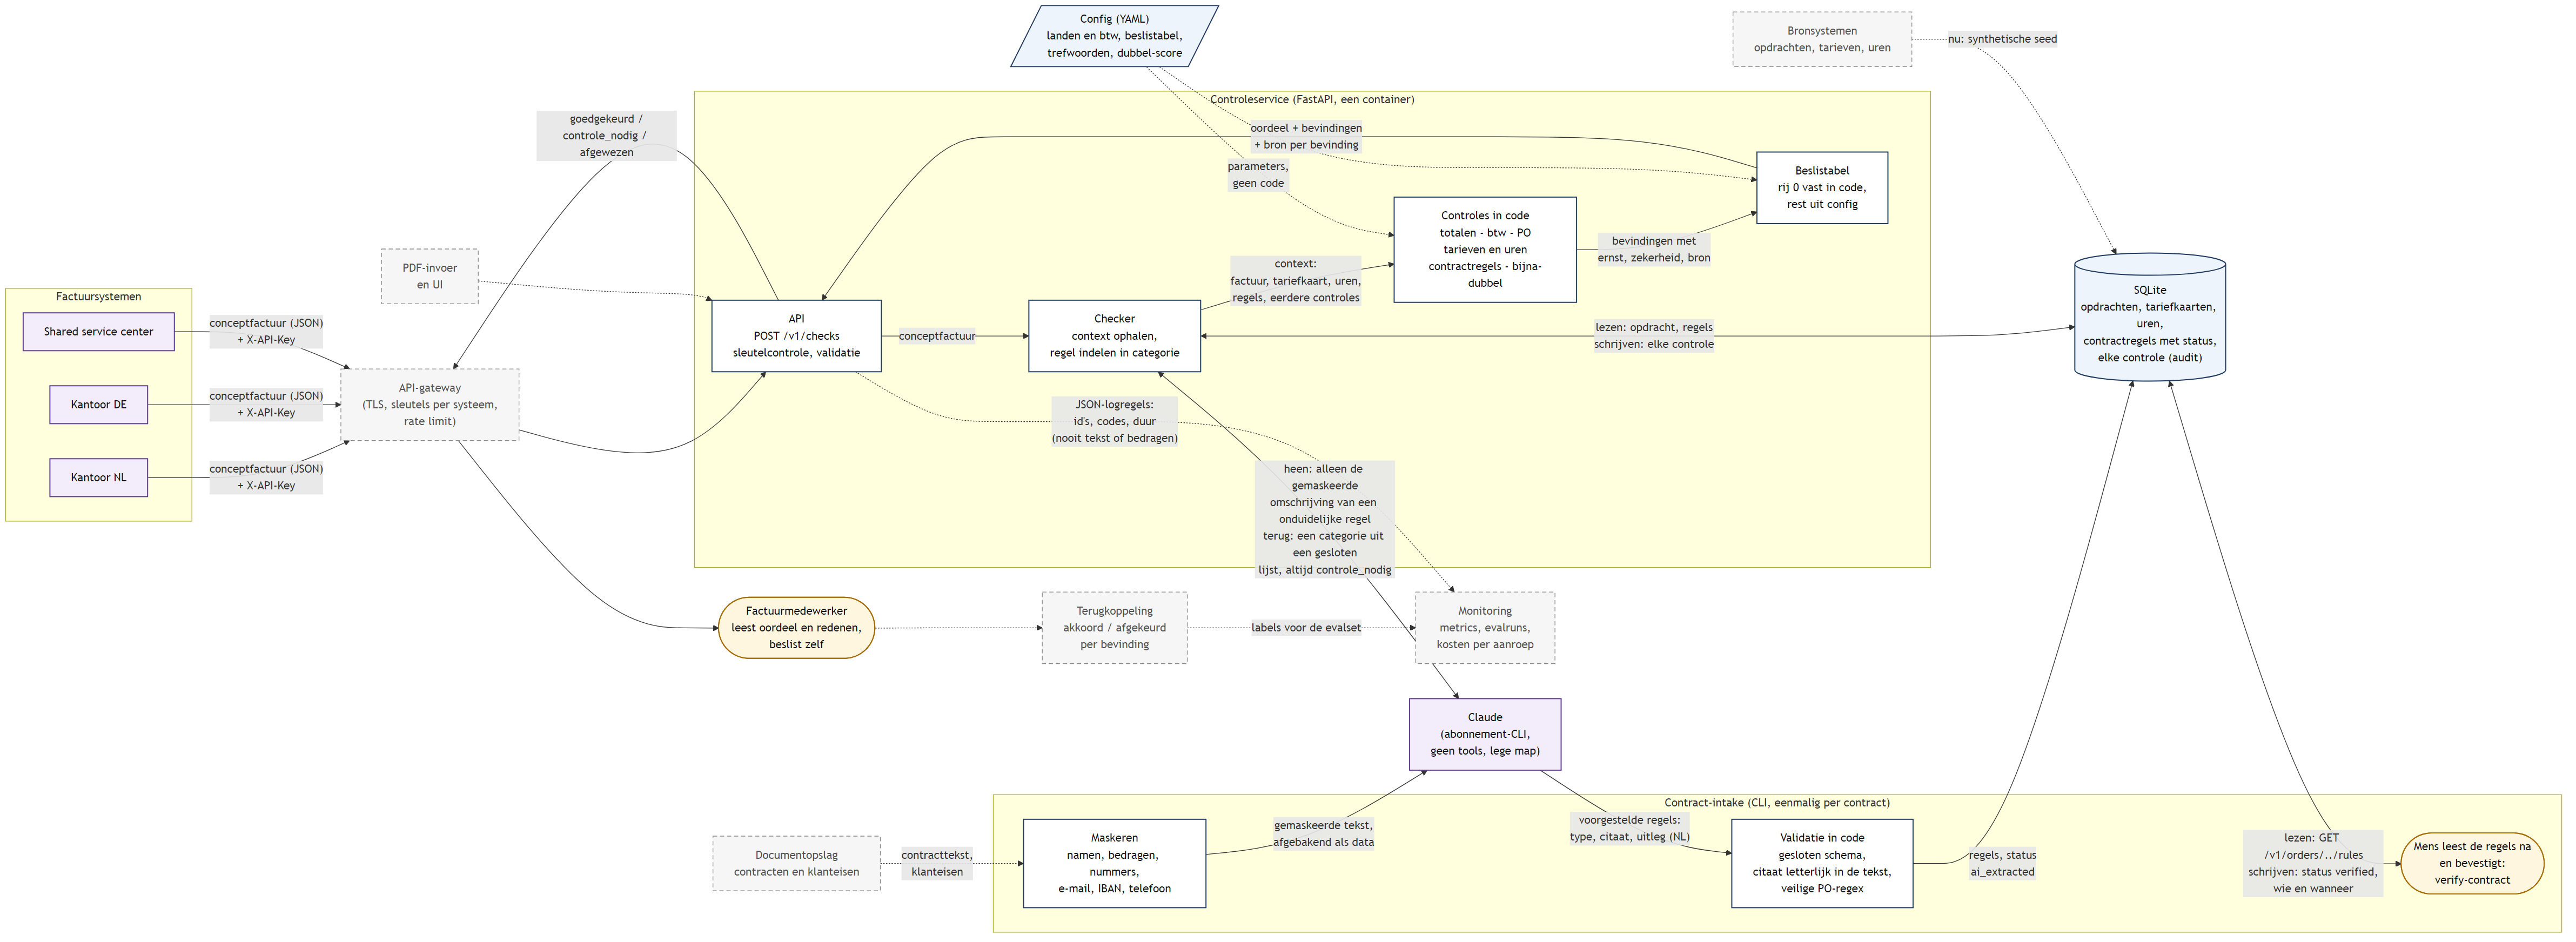 Config (YAML)
landen en btw, beslistabel,
trefwoorden, dubbel-score
Bronsystemen
opdrachten, tarieven, uren
nu: synthetische seed
Controleservice (FastAPI, een container)
goedgekeurd /
controle_nodig /
afgewezen
oordeel + bevindingen
+ bron per bevinding
parameters,
geen code
Beslistabel
rij 0 vast in code,
rest uit config
Controles in code
totalen - btw - PO
tarieven en uren
contractregels - bijna-
dubbel
bevindingen met
ernst, zekerheid, bron
PDF-invoer
en UI
context:
factuur, tariefkaart, uren,
regels, eerdere controles
Factuursystemen
Shared service center
conceptfactuur (JSON)
+ X-API-Key
API
POST /v1/checks
sleutelcontrole, validatie
conceptfactuur
Checker
context ophalen,
regel indelen in categorie
lezen: opdracht, regels
schrijven: elke controle
SQLite
opdrachten, tariefkaarten,
uren,
contractregels met status,
elke controle (audit)
Kantoor DE
conceptfactuur (JSON)
+ X-API-Key
API-gateway
(TLS, sleutels per systeem,
rate limit)
JSON-logregels:
id's, codes, duur
(nooit tekst of bedragen)
Kantoor NL
conceptfactuur (JSON)
+ X-API-Key
heen: alleen de
gemaskeerde
omschrijving van een
onduidelijke regel
terug: een categorie uit
een gesloten
lijst, altijd controle_nodig
Factuurmedewerker
leest oordeel en redenen,
beslist zelf
Terugkoppeling
akkoord / afgekeurd
per bevinding
labels voor de evalset
Monitoring
metrics, evalruns,
kosten per aanroep
Claude
(abonnement-CLI,
geen tools, lege map)
Contract-intake (CLI, eenmalig per contract)
Documentopslag
contracten en klanteisen
contracttekst,
klanteisen
Maskeren
namen, bedragen,
nummers,
e-mail, IBAN, telefoon
gemaskeerde tekst,
afgebakend als data
voorgestelde regels:
type, citaat, uitleg (NL)
Validatie in code
gesloten schema,
citaat letterlijk in de tekst,
veilige PO-regex
regels, status
ai_extracted
lezen: GET
/v1/orders/../rules
schrijven: status verified,
wie en wanneer
Mens leest de regels na
en bevestigt:
verify-contract